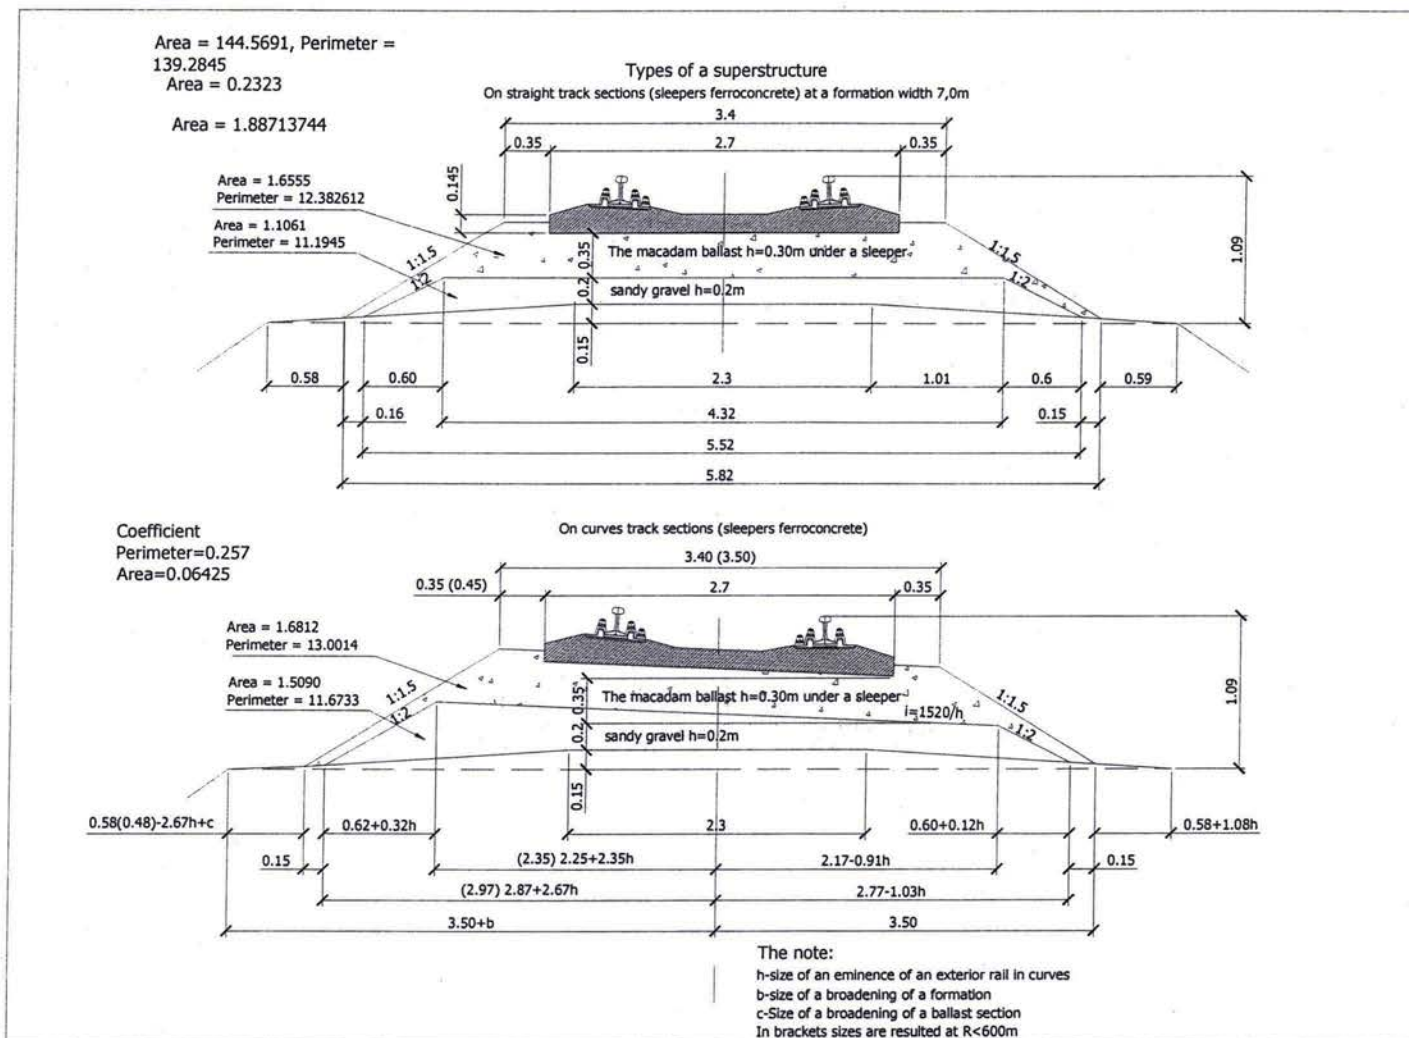 Area = 144.5691, Perimeter =
139.2845
Area = 0.2323
Area = 1.88713744
Types of a superstructure
On straight track sections (sleepers ferroconcrete) at a formation width 7,0m
3.4
0.35
2.7
0.35
0.145
Area = 1.6555
Perimeter = 12.382612
Area = 1.1061
Perimeter = 11.1945
1:1.5
1:2
0.35
The macadam ballast h=0.30m under a sleeper
0.2
sandy gravel h=0.2m
0.15
1:1.5
1:2
1.09
0.58
0.60
2.3
1.01
0.6
0.59
0.16
4.32
0.15
5.52
5.82
Coefficient
Perimeter=0.257
Area=0.06425
On curves track sections (sleepers ferroconcrete)
3.40 (3.50)
0.35 (0.45)
2.7
0.35
Area = 1.6812
Perimeter = 13.0014
Area = 1.5090
Perimeter = 11.6733
1:1.5
1:2
0.35
The macadam ballast h=0.30m under a sleeper
i=1520/h
0.2
sandy gravel h=0.2m
0.15
1:1.5
1:2
1.09
0.58(0.48)-2.67h+c
0.62+0.32h
2.3
0.60+0.12h
0.58+1.08h
0.15
(2.35) 2.25+2.35h
2.17-0.91h
0.15
(2.97) 2.87+2.67h
2.77-1.03h
3.50+b
3.50
The note:
h-size of an eminence of an exterior rail in curves
b-size of a broadening of a formation
c-Size of a broadening of a ballast section
In brackets sizes are resulted at R<600m